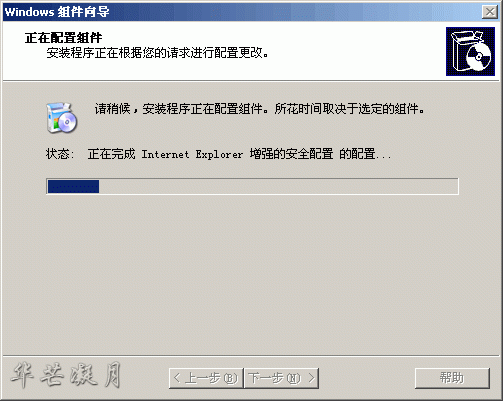 Windows 组件向导
正在配置组件
安装程序正在根据您的请求进行配置更改。
请稍候，安装程序正在配置组件。所花时间取决于选定的组件。
状态: 正在完成 Internet Explorer 增强的安全配置 的配置...
华芒凝月
< 上一步(B) 下一步(N) > 帮助